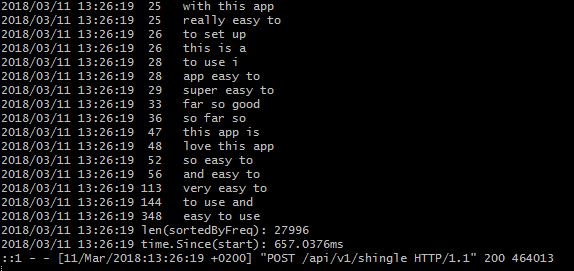 2018/03/11 13:26:19  25   with this app
2018/03/11 13:26:19  25   really easy to
2018/03/11 13:26:19  26   to set up
2018/03/11 13:26:19  26   this is a
2018/03/11 13:26:19  28   to use i
2018/03/11 13:26:19  28   app easy to
2018/03/11 13:26:19  29   super easy to
2018/03/11 13:26:19  33   far so good
2018/03/11 13:26:19  36   so far so
2018/03/11 13:26:19  47   this app is
2018/03/11 13:26:19  48   love this app
2018/03/11 13:26:19  52   so easy to
2018/03/11 13:26:19  56   and easy to
2018/03/11 13:26:19 113   very easy to
2018/03/11 13:26:19 144   to use and
2018/03/11 13:26:19 348   easy to use
2018/03/11 13:26:19 len(sortedByFreq): 27996
2018/03/11 13:26:19 time.Since(start): 657.0376ms
::1 - - [11/Mar/2018:13:26:19 +0200] "POST /api/v1/shingle HTTP/1.1" 200 464013